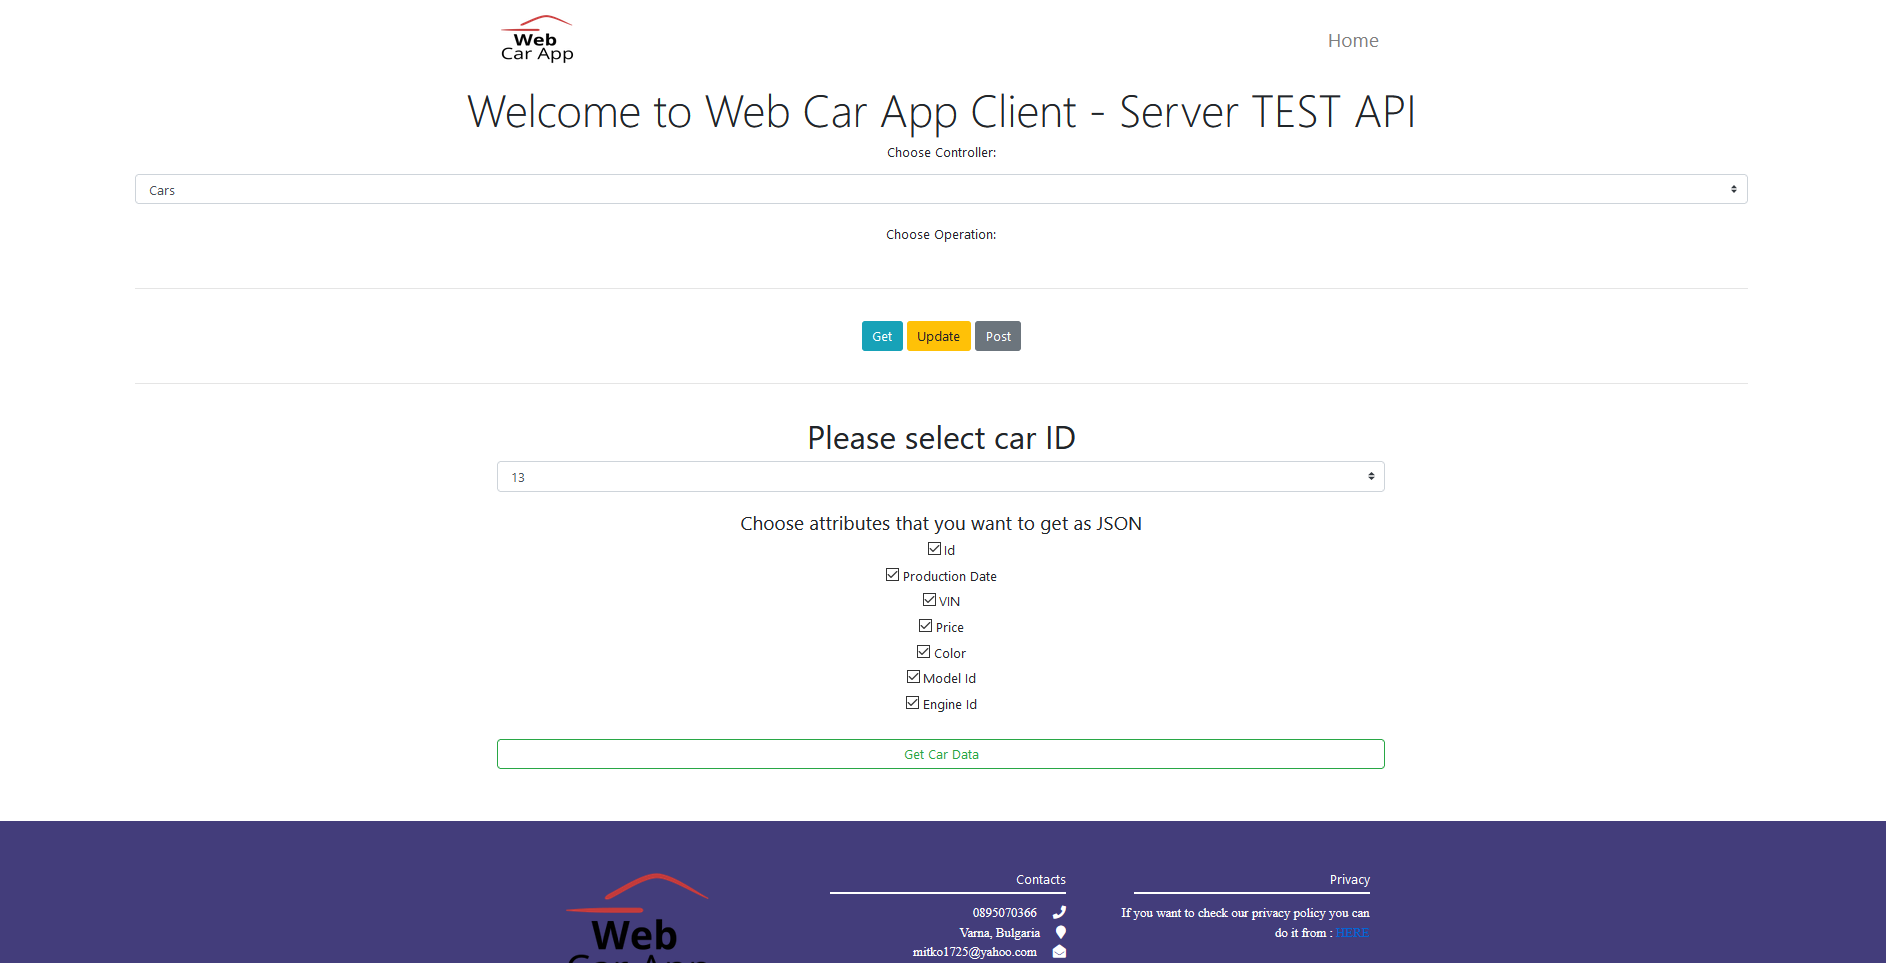 Web
Car App
Home
Welcome to Web Car App Client - Server TEST API
Choose Controller:
Cars
Choose Operation:
Get
Update
Post
Please select car ID
13
Choose attributes that you want to get as JSON
Id
Production Date
VIN
Price
Color
Model Id
Engine Id
Get Car Data
Web
Car App
Contacts
0895070366
Varna, Bulgaria
mitko1725@yahoo.com
Privacy
If you want to check our privacy policy you can
do it from : HERE